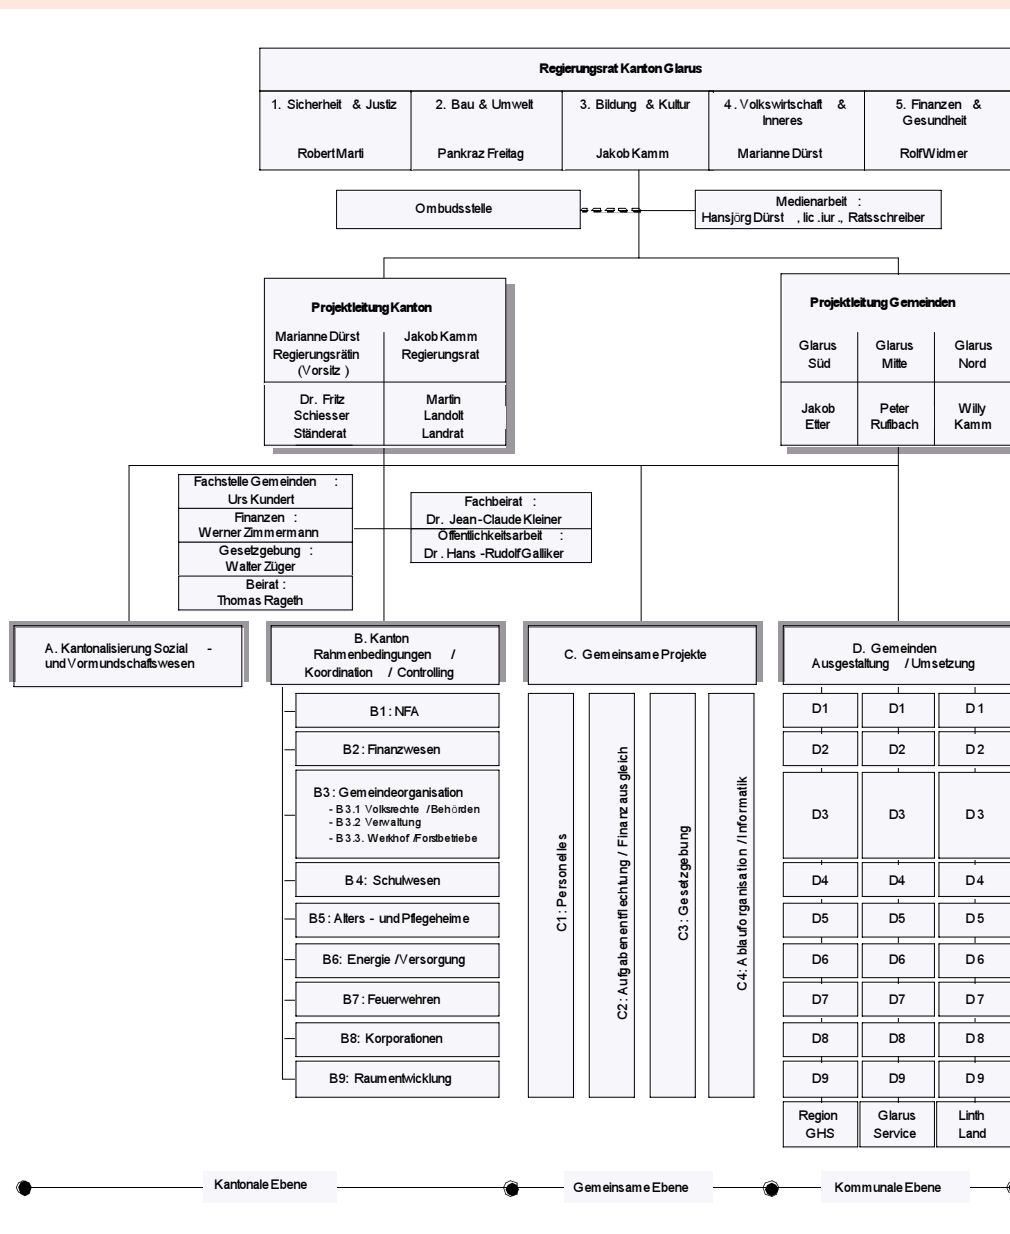 Regierungsrat Kanton Glarus
1. Sicherheit & Justiz
Robert Marti
2. Bau & Umwelt
Pankraz Freitag
3. Bildung & Kultur
Jakob Kamm
4. Volkswirtschaft &
Inneres
Marianne Dürst
5. Finanzen &
Gesundheit
Rolf Widmer
Ombudsstelle
Medienarbeit :
Hansjörg Dürst , lic.iur., Ratsschreiber
Projektleitung Kanton
Marianne Dürst
Regierungsrätin
(Vorsitz )
Jakob Kamm
Regierungsrat
Dr. Fritz
Schiesser
Ständerat
Martin
Landolt
Landrat
Projektleitung Gemeinden
Glarus
Süd
Glarus
Mitte
Glarus
Nord
Jakob
Etter
Peter
Rufibach
Willy
Kamm
Fachstelle Gemeinden :
Urs Kundert
Finanzen :
Werner Zimmermann
Gesetzgebung :
Walter Züger
Beirat :
Thomas Rageth
Fachbeirat :
Dr. Jean-Claude Kleiner
Öffentlichkeitsarbeit :
Dr. Hans -Rudolf Galliker
A. Kantonalisierung Sozial -
und Vormundschaftswesen
B. Kanton
Rahmenbedingungen /
Koordination / Controlling
C. Gemeinsame Projekte
D. Gemeinden
Ausgestaltung / Umsetzung
B1: NFA
B2: Finanzwesen
B3: Gemeindeorganisation
- B3.1 Volksrechte / Behörden
- B3.2 Verwaltung
- B3.3. Werkhof /Forstbetriebe
B4: Schulwesen
B5: Alters - und Pflegeheime
B6: Energie / Versorgung
B7: Feuerwehren
B8: Korporationen
B9: Raumentwicklung
C1: Personelles
C2: Aufgabenentflechtung / Finanzausgleich
C3: Gesetzgebung
C4: Ablauforganisation / Informatik
D1 D1 D1
D2 D2 D2
D3 D3 D3
D4 D4 D4
D5 D5 D5
D6 D6 D6
D7 D7 D7
D8 D8 D8
D9 D9 D9
Region
GHS
Glarus
Service
Linth
Land
Kantonale Ebene
Gemeinsame Ebene
Kommunale Ebene